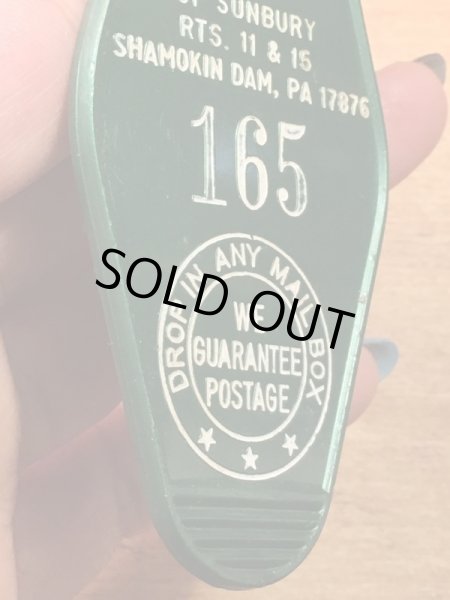 OF SUNBURY
RTS. 11 & 15
SHAMOKIN DAM, PA 17876
165
DROP IN ANY MAIL BOX
WE
GUARANTEE
POSTAGE
SOLD OUT